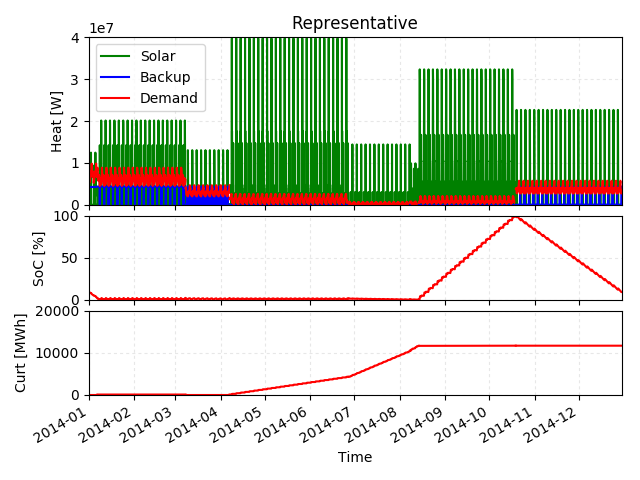 Representative
1e7
Heat [W]
4
3
2
1
0
Solar
Backup
Demand
SoC [%]
100
50
0
Curt [MWh]
20000
10000
0
2014-01 2014-02 2014-03 2014-04 2014-05 2014-06 2014-07 2014-08 2014-09 2014-10 2014-11 2014-12
Time